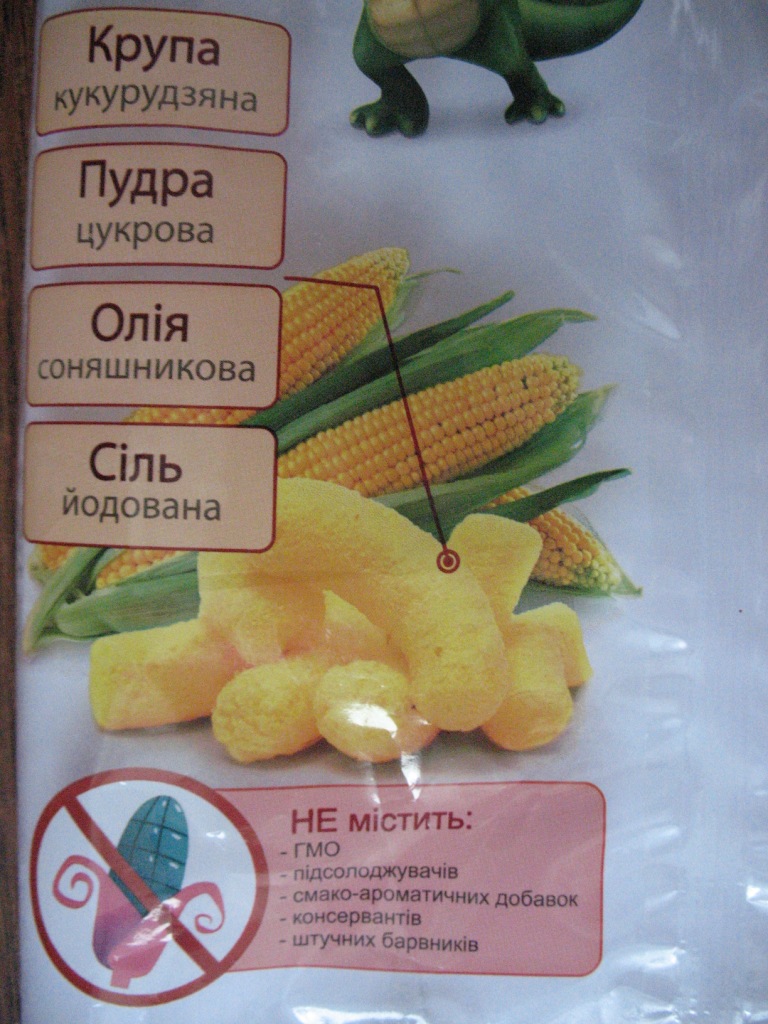 Крупа
кукурудзяна
Пудра
цукрова
Олія
соняшникова
Сіль
йодована
НЕ містить:
- ГМО
- підсолоджувачів
- смако-ароматичних добавок
- консервантів
- штучних барвників